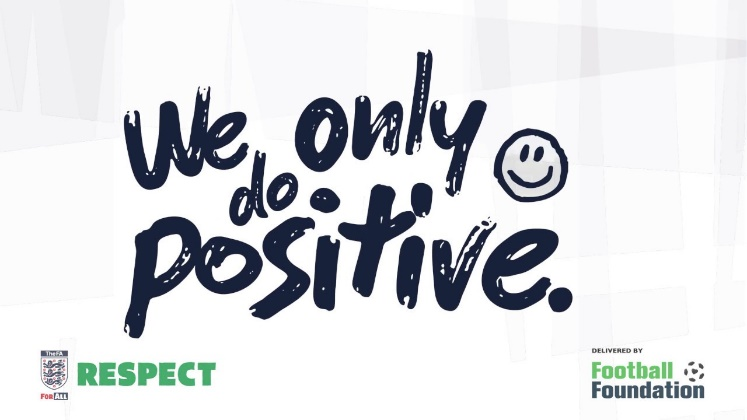 We only
do
positive.
TheFA
FOR ALL
RESPECT
DELIVERED BY
Football
Foundation